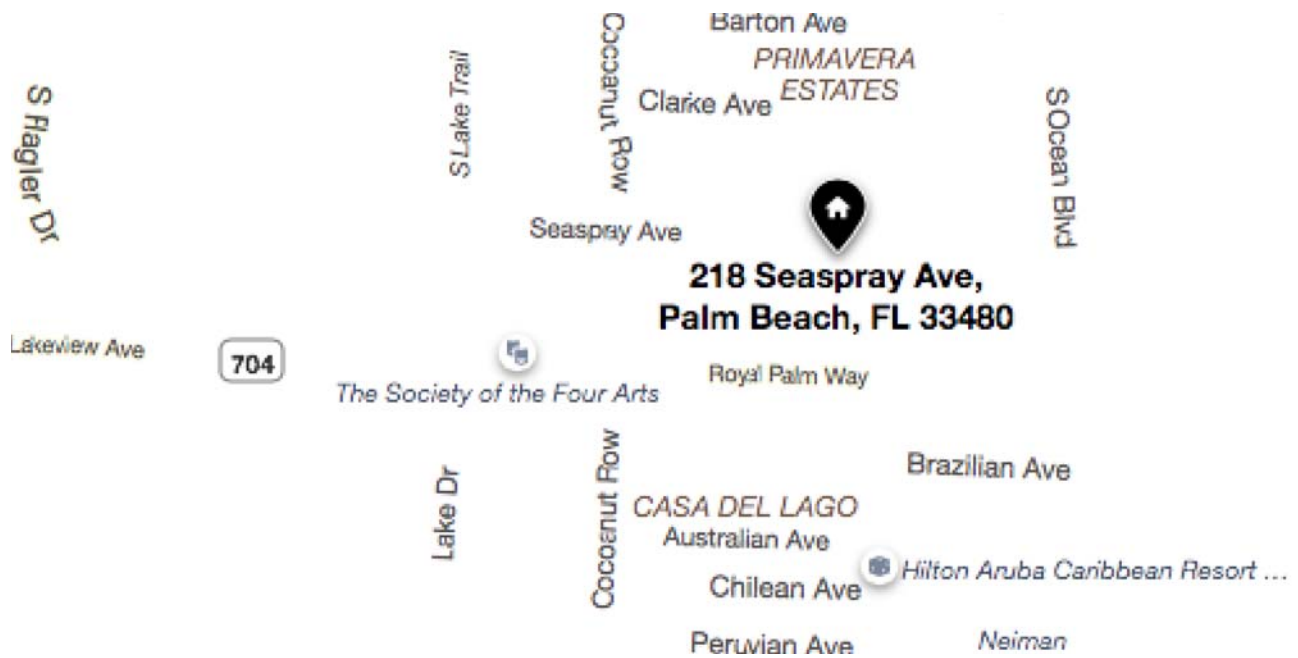 Barton Ave
PRIMAVERA
ESTATES
Cocoanut Row
S Lake Trail
Clarke Ave
S Ocean Blvd
S Flagler Dr
Seaspray Ave
218 Seaspray Ave,
Palm Beach, FL 33480
Lakeview Ave
704
The Society of the Four Arts
Royal Palm Way
Cocoanut Row
Lake Dr
Brazilian Ave
CASA DEL LAGO
Australian Ave
Hilton Aruba Caribbean Resort ...
Chilean Ave
Peruvian Ave
Neiman